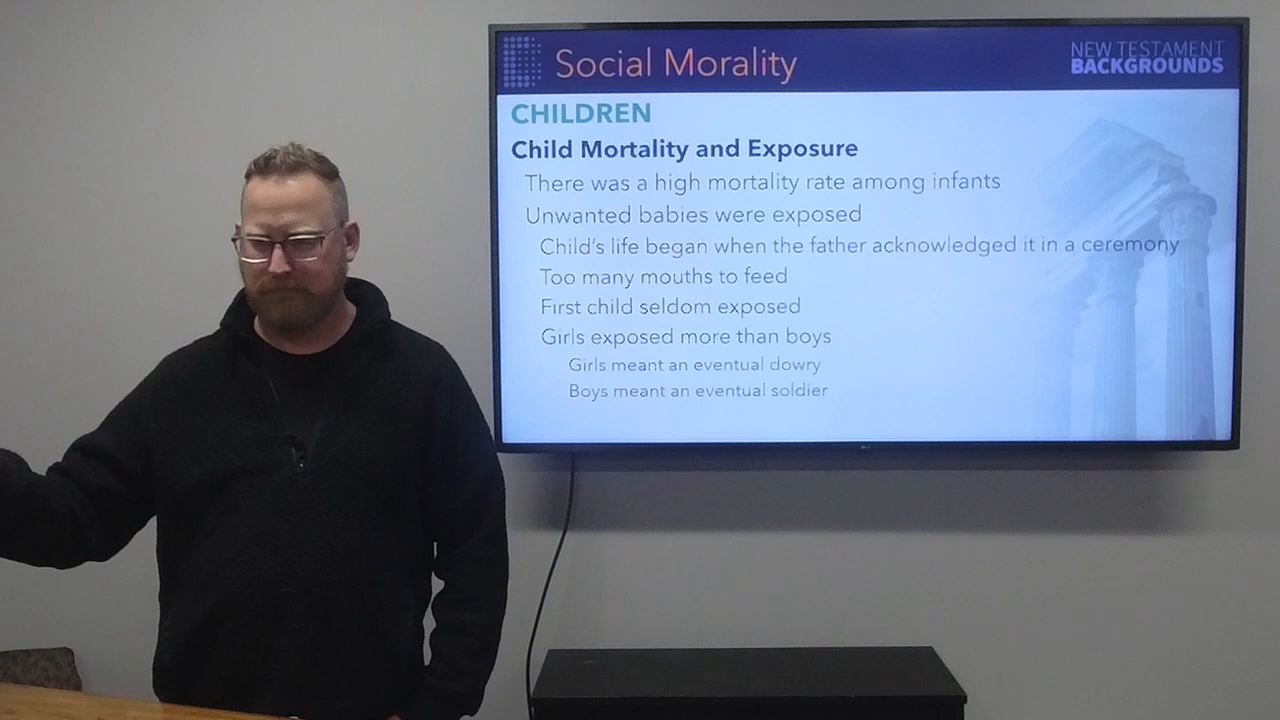 Social Morality
NEW TESTAMENT
BACKGROUNDS
CHILDREN
Child Mortality and Exposure
There was a high mortality rate among infants
Unwanted babies were exposed
Child's life began when the father acknowledged it in a ceremony
Too many mouths to feed
First child seldom exposed
Girls exposed more than boys
Girls meant an eventual dowry
Boys meant an eventual soldier